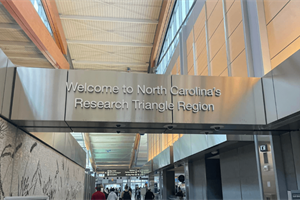 Welcome to North Carolina's
Research Triangle Region